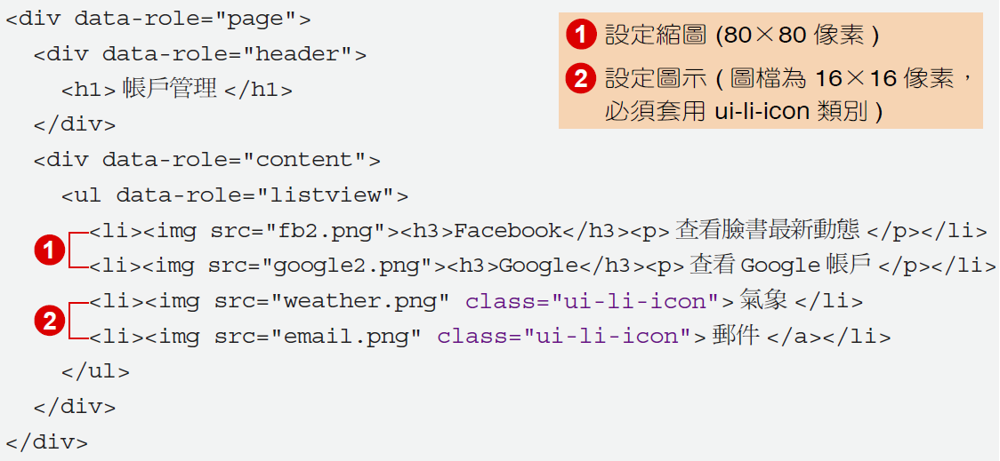 <div data-role="page">
<div data-role="header">
<h1>帳戶管理</h1>
</div>
<div data-role="content">
<ul data-role="listview">
<li><img src="fb2.png"><h3>Facebook</h3><p>查看臉書最新動態</p></li>
<li><img src="google2.png"><h3>Google</h3><p>查看 Google 帳戶</p></li>
<li><img src="weather.png" class="ui-li-icon">氣象</li>
<li><img src="email.png" class="ui-li-icon">郵件</a></li>
</ul>
</div>
</div>
1 設定縮圖 (80×80 像素)
2 設定圖示 (圖檔為 16×16 像素，
必須套用 ui-li-icon 類別)
1
2